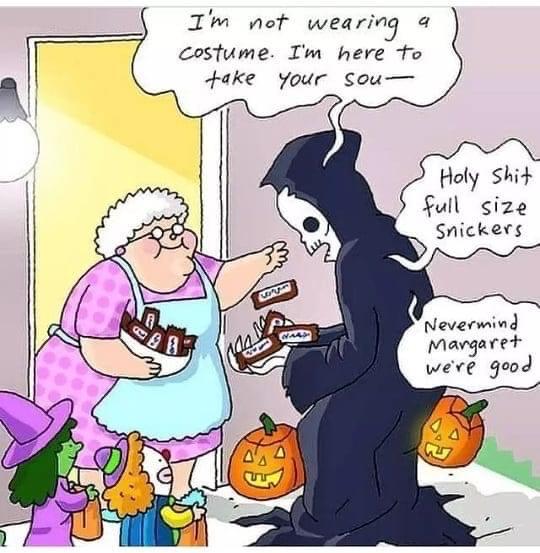 I'm not wearing a
costume. I'm here to
take your sou—
Holy Shit
full size
Snickers
Nevermind
Margaret
we're good